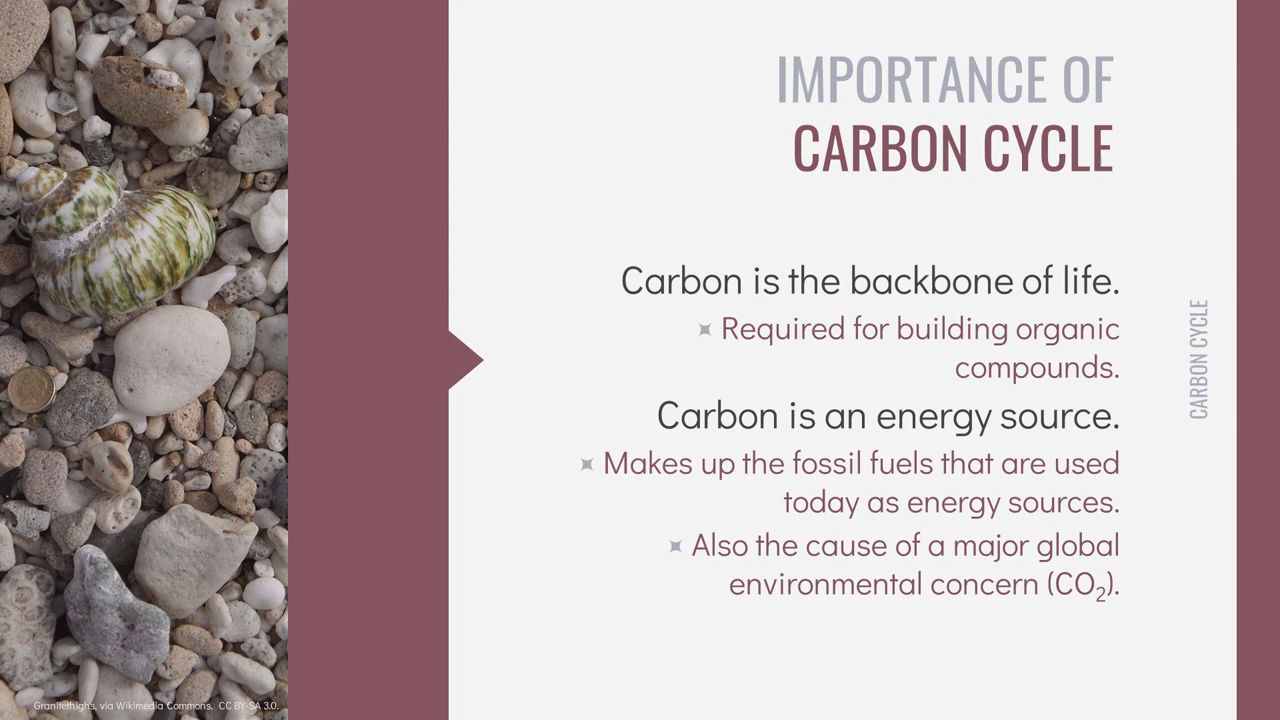 IMPORTANCE OF
CARBON CYCLE
Carbon is the backbone of life.
Required for building organic
compounds.
Carbon is an energy source.
Makes up the fossil fuels that are used
today as energy sources.
Also the cause of a major global
environmental concern (CO₂).
CARBON CYCLE
Granitethighs, via Wikimedia Commons. CC BY-SA 3.0.